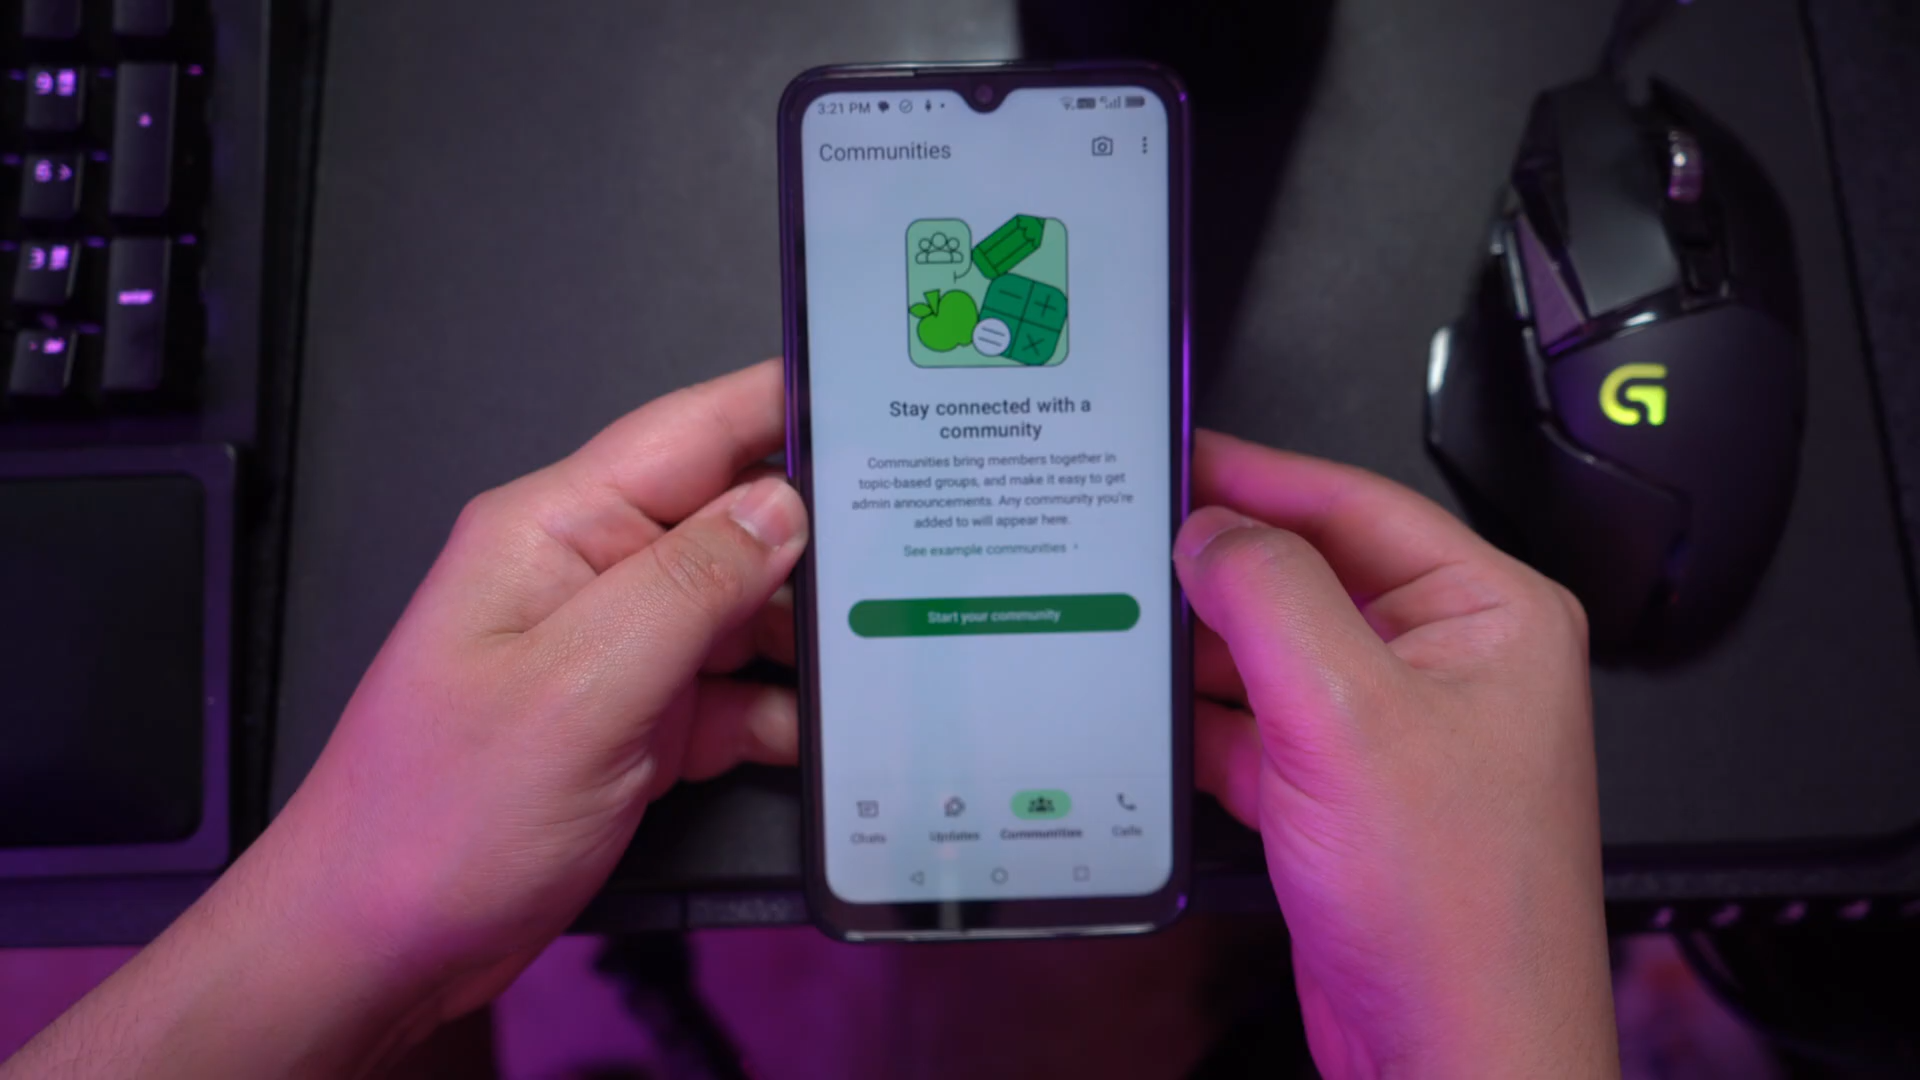 3:21 PM
Communities
Stay connected with a
community
Communities bring members together in
topic-based groups, and make it easy to get
admin announcements. Any community you're
added to will appear here.
See example communities
Start your community
Chats Updates Communities Calls